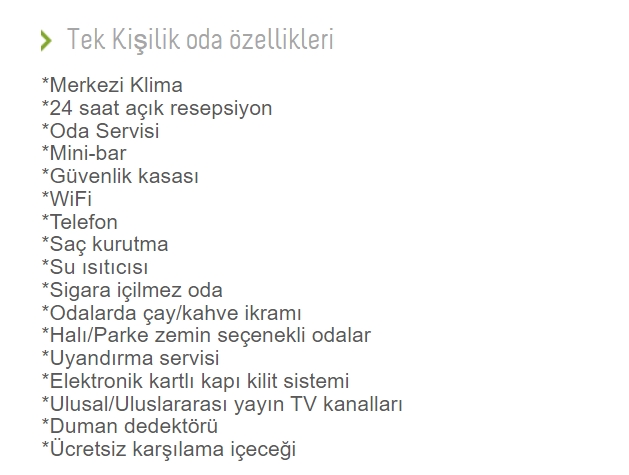 Tek Kişilik oda özellikleri
*Merkezi Klima
*24 saat açık resepsiyon
*Oda Servisi
*Mini-bar
*Güvenlik kasası
*WiFi
*Telefon
*Saç kurutma
*Su ısıtıcısı
*Sigara içilmez oda
*Odalarda çay/kahve ikramı
*Halı/Parke zemin seçenekli odalar
*Uyandırma servisi
*Elektronik kartlı kapı kilit sistemi
*Ulusal/Uluslararası yayın TV kanalları
*Duman dedektörü
*Ücretsiz karşılama içeceği